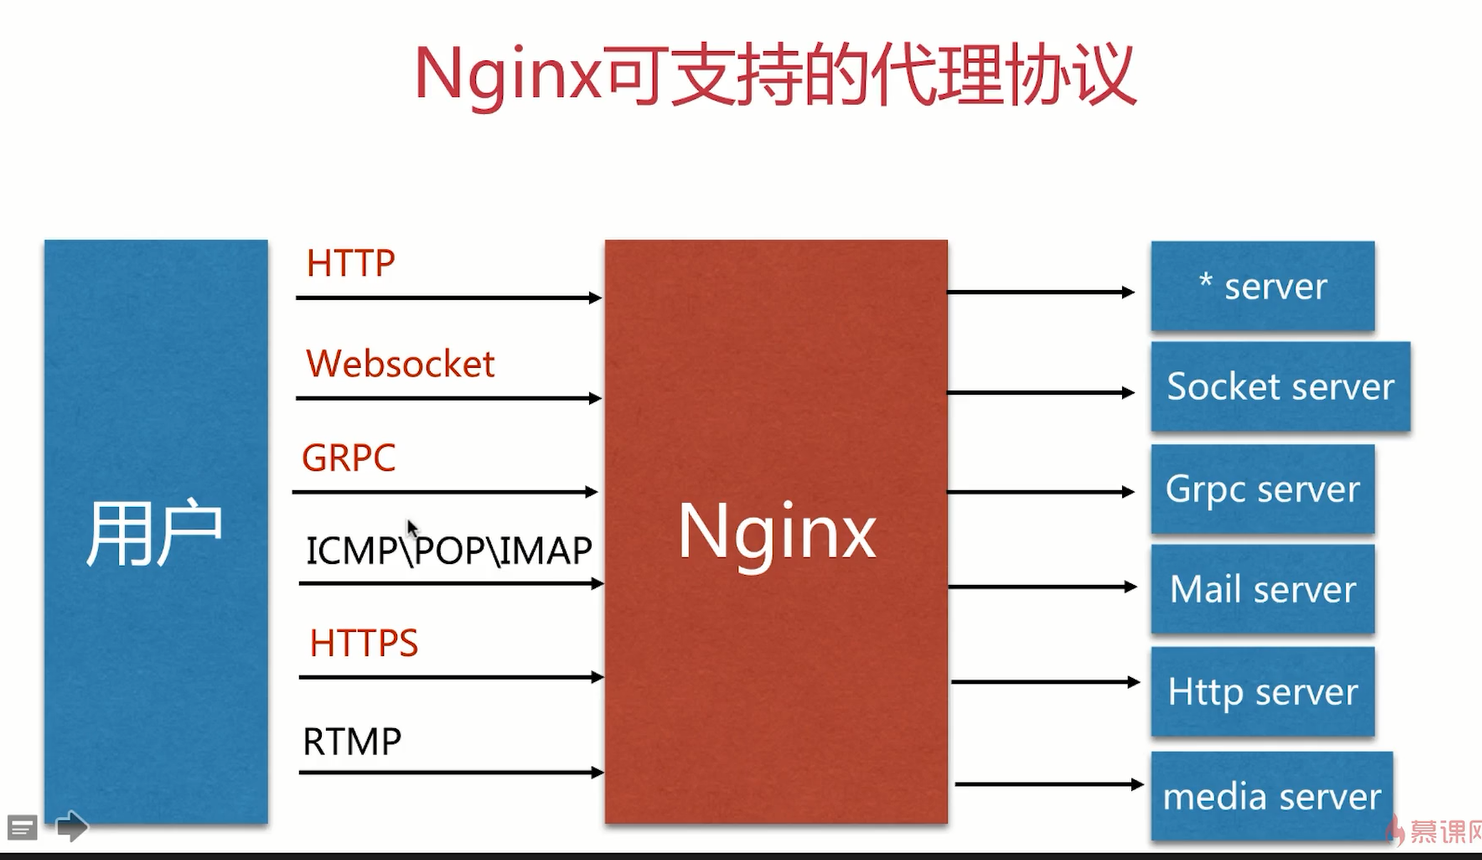 Nginx可支持的代理协议
用户
HTTP
Websocket
GRPC
ICMP\POP\IMAP
HTTPS
RTMP
Nginx
* server
Socket server
Grpc server
Mail server
Http server
media server
慕课网